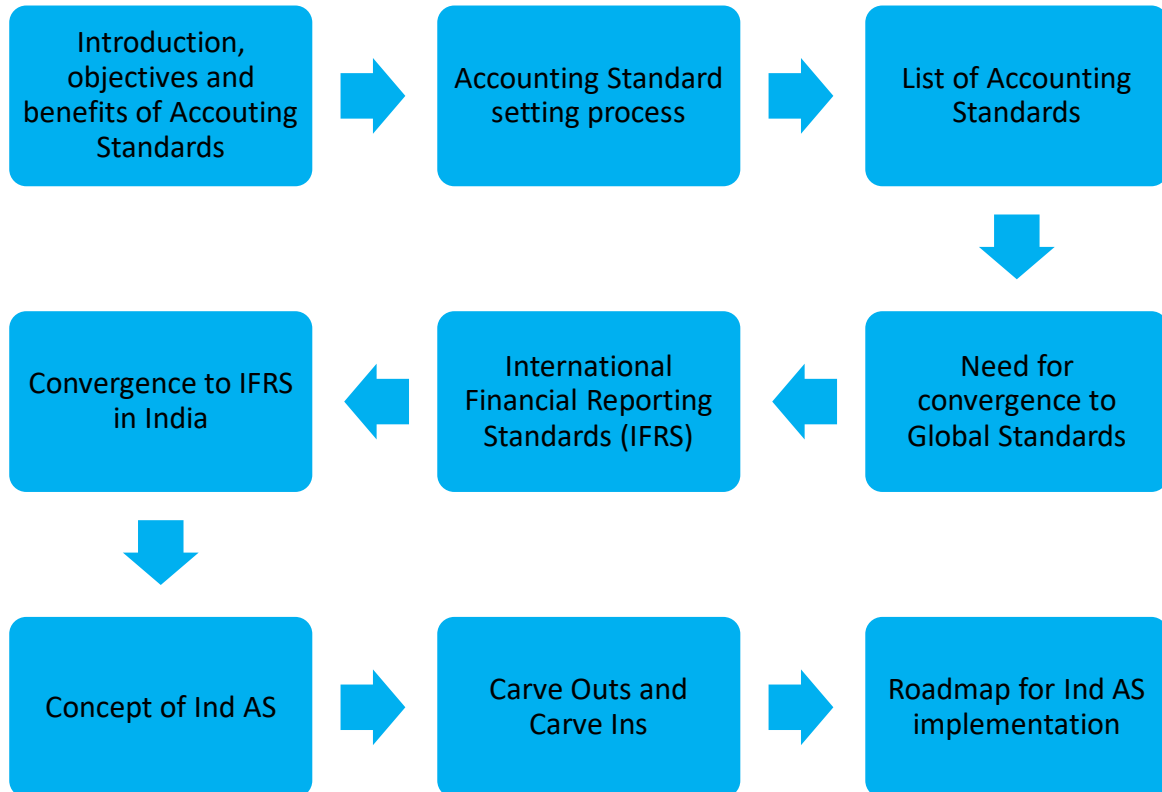 Introduction,
objectives and
benefits of Accouting
Standards
Accounting Standard
setting process
List of Accounting
Standards
Need for
convergence to
Global Standards
International
Financial Reporting
Standards (IFRS)
Convergence to IFRS
in India
Concept of Ind AS
Carve Outs and
Carve Ins
Roadmap for Ind AS
implementation